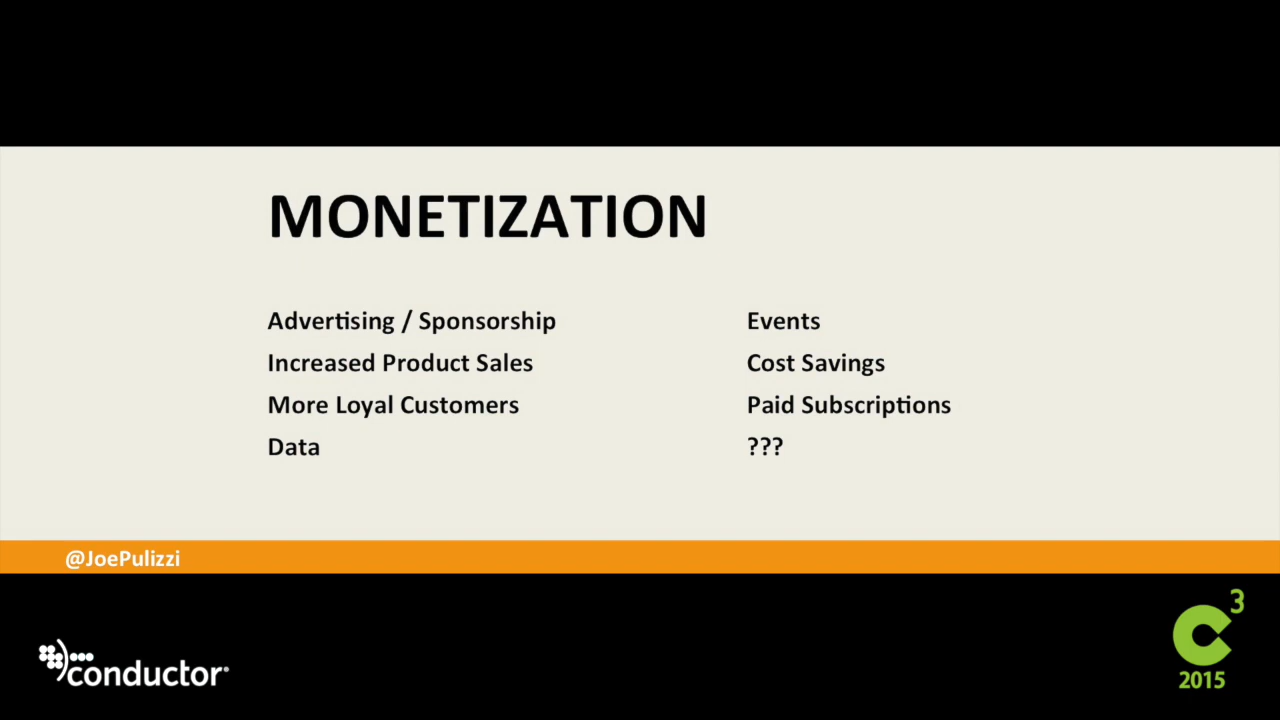 MONETIZATION
Advertising / Sponsorship
Increased Product Sales
More Loyal Customers
Data
Events
Cost Savings
Paid Subscriptions
???
@JoePulizzi
conductor®
C3
2015